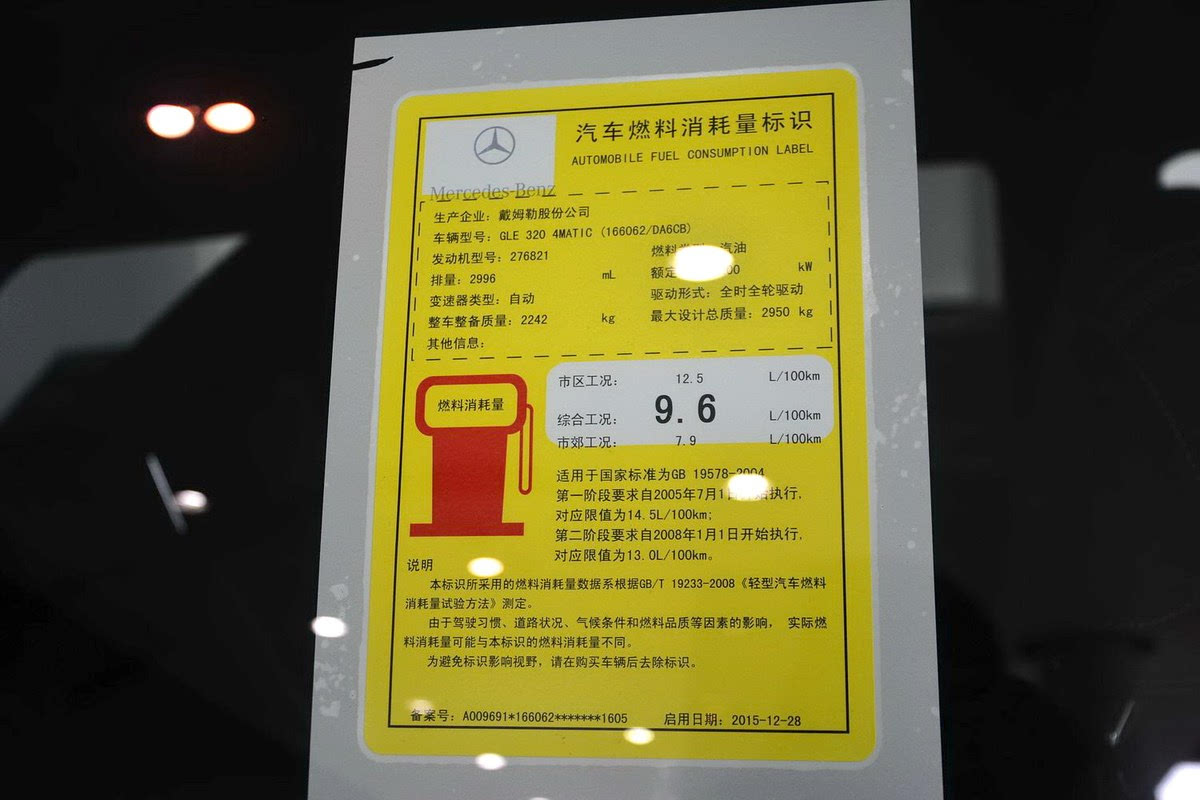 汽车燃料消耗量标识
AUTOMOBILE FUEL CONSUMPTION LABEL
Mercedes-Benz
生产企业：戴姆勒股份公司
车辆型号：GLE 320 4MATIC (166062/DA6CB)
发动机型号：276821
燃料 汽油
排量：2996 mL
额定 kW
变速器类型：自动
驱动形式：全时全轮驱动
整车整备质量：2242 kg
最大设计总质量：2950 kg
其他信息：
燃料消耗量
市区工况： 12.5 L/100km
综合工况： 9.6 L/100km
市郊工况： 7.9 L/100km
适用于国家标准为GB 19578-2004
第一阶段要求自2005年7月1 始执行，
对应限值为14.5L/100km；
第二阶段要求自2008年1月1日开始执行，
对应限值为13.0L/100km。
说明
本标识所采用的燃料消耗量数据系根据GB/T 19233-2008《轻型汽车燃料
消耗量试验方法》测定。
由于驾驶习惯、道路状况、气候条件和燃料品质等因素的影响， 实际燃
料消耗量可能与本标识的燃料消耗量不同。
为避免标识影响视野，请在购买车辆后去除标识。
备案号：A009691*166062*******1605 启用日期：2015-12-28